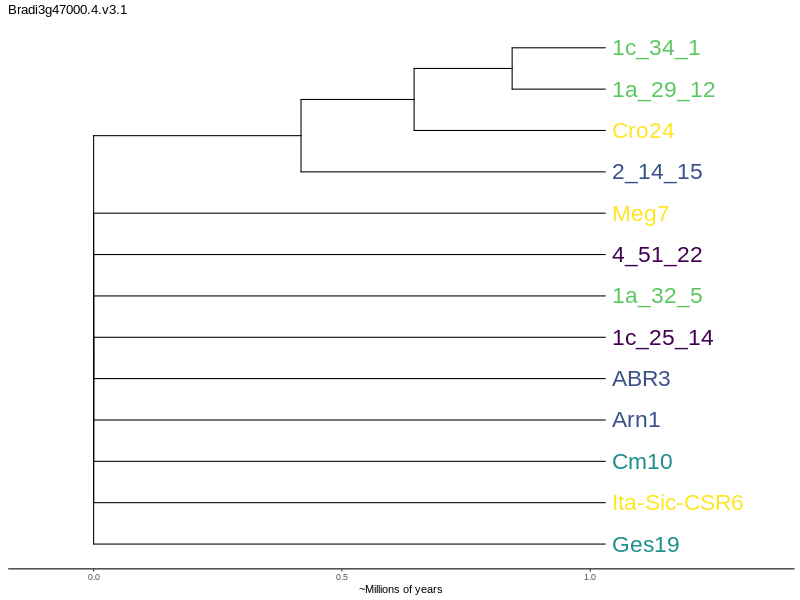 Bradi3g47000.4.v3.1
1c_34_1
1a_29_12
Cro24
2_14_15
Meg7
4_51_22
1a_32_5
1c_25_14
ABR3
Arn1
Cm10
Ita-Sic-CSR6
Ges19
0.0 0.5 1.0
~Millions of years